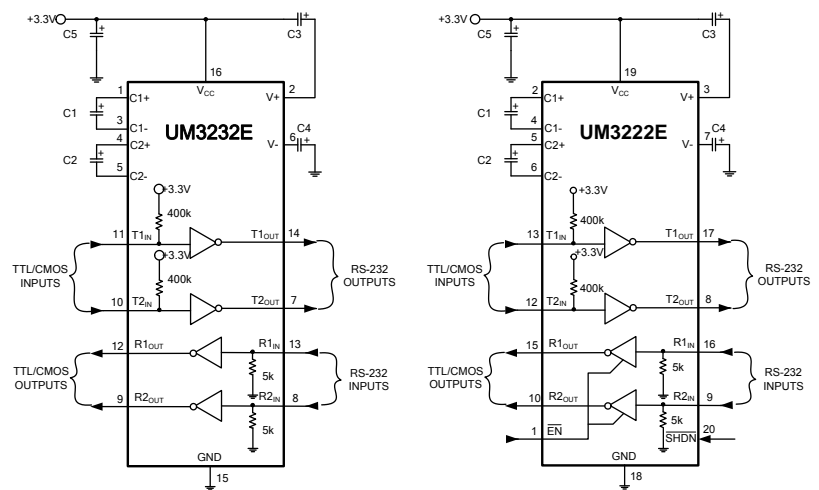 +3.3V
C5
C3
16
VCC
1
C1+
V+
2
C1
3
C1-
4
C2+
UM3232E
V-
6
C4
C2
5
C2-
+3.3V
400k
11
T1IN
T1OUT
14
+3.3V
TTL/CMOS
INPUTS
400k
RS-232
OUTPUTS
10
T2IN
T2OUT
7
12
R1OUT
R1IN
13
5k
TTL/CMOS
OUTPUTS
RS-232
INPUTS
9
R2OUT
R2IN
8
5k
GND
15
+3.3V
C5
C3
19
VCC
2
C1+
V+
3
C1
4
C1-
5
C2+
UM3222E
V-
7
C4
C2
6
C2-
+3.3V
400k
13
T1IN
T1OUT
17
+3.3V
TTL/CMOS
INPUTS
400k
RS-232
OUTPUTS
12
T2IN
T2OUT
8
15
R1OUT
R1IN
16
5k
TTL/CMOS
OUTPUTS
RS-232
INPUTS
10
R2OUT
R2IN
9
5k
1
EN
SHDN
20
GND
18